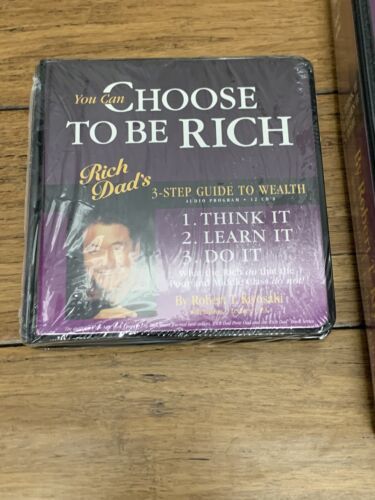 You Can CHOOSE
TO BE RICH
Rich
Dad's
3-STEP GUIDE TO WEALTH
AUDIO PROGRAM • 12 CD'S
1. THINK IT
2. LEARN IT
3. DO IT
What the Rich do that the
Poor and Middle Class do not!
By Robert T. Kiyosaki